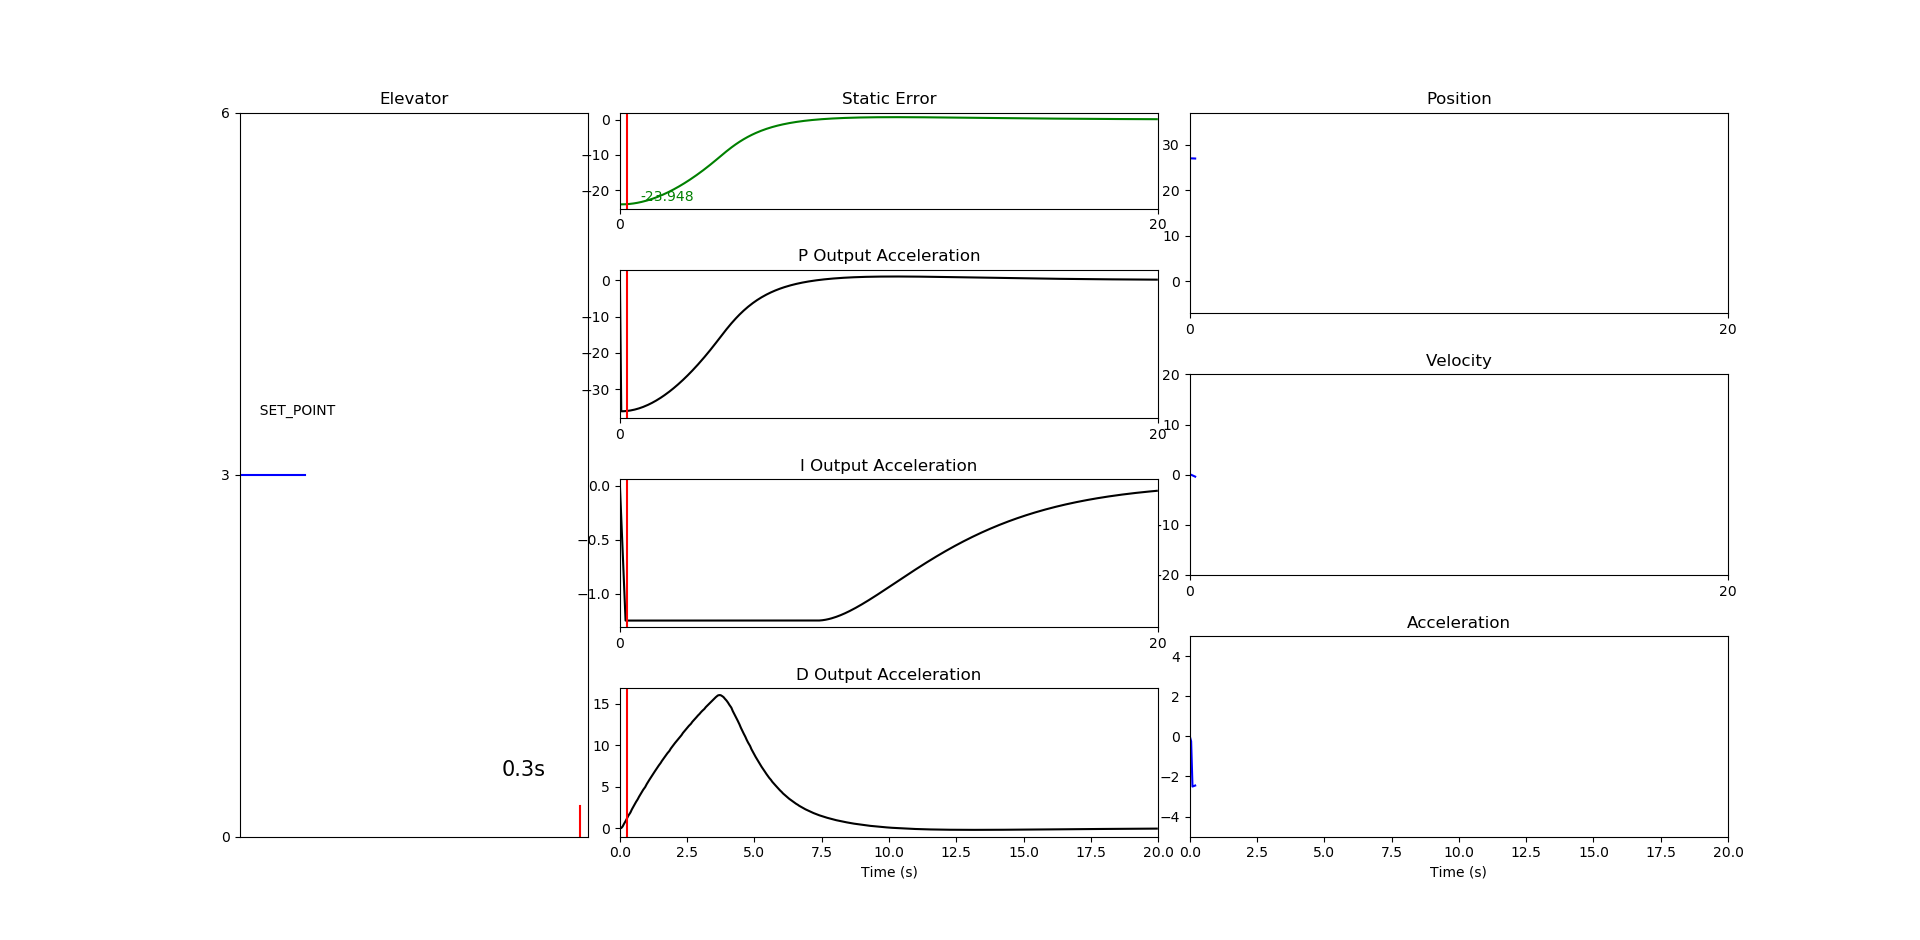 Elevator
6
3
0
SET_POINT
0.3s
Static Error
0
−10
−20
-23.948
0 20
P Output Acceleration
0
−10
−20
−30
0 20
I Output Acceleration
0.0
−0.5
−1.0
0 20
D Output Acceleration
15
10
5
0
0.0 2.5 5.0 7.5 10.0 12.5 15.0 17.5 20.0
Time (s)
Position
30
20
10
0
0 20
Velocity
20
10
0
-10
-20
0 20
Acceleration
4
2
0
−2
−4
0.0 2.5 5.0 7.5 10.0 12.5 15.0 17.5 20.0
Time (s)